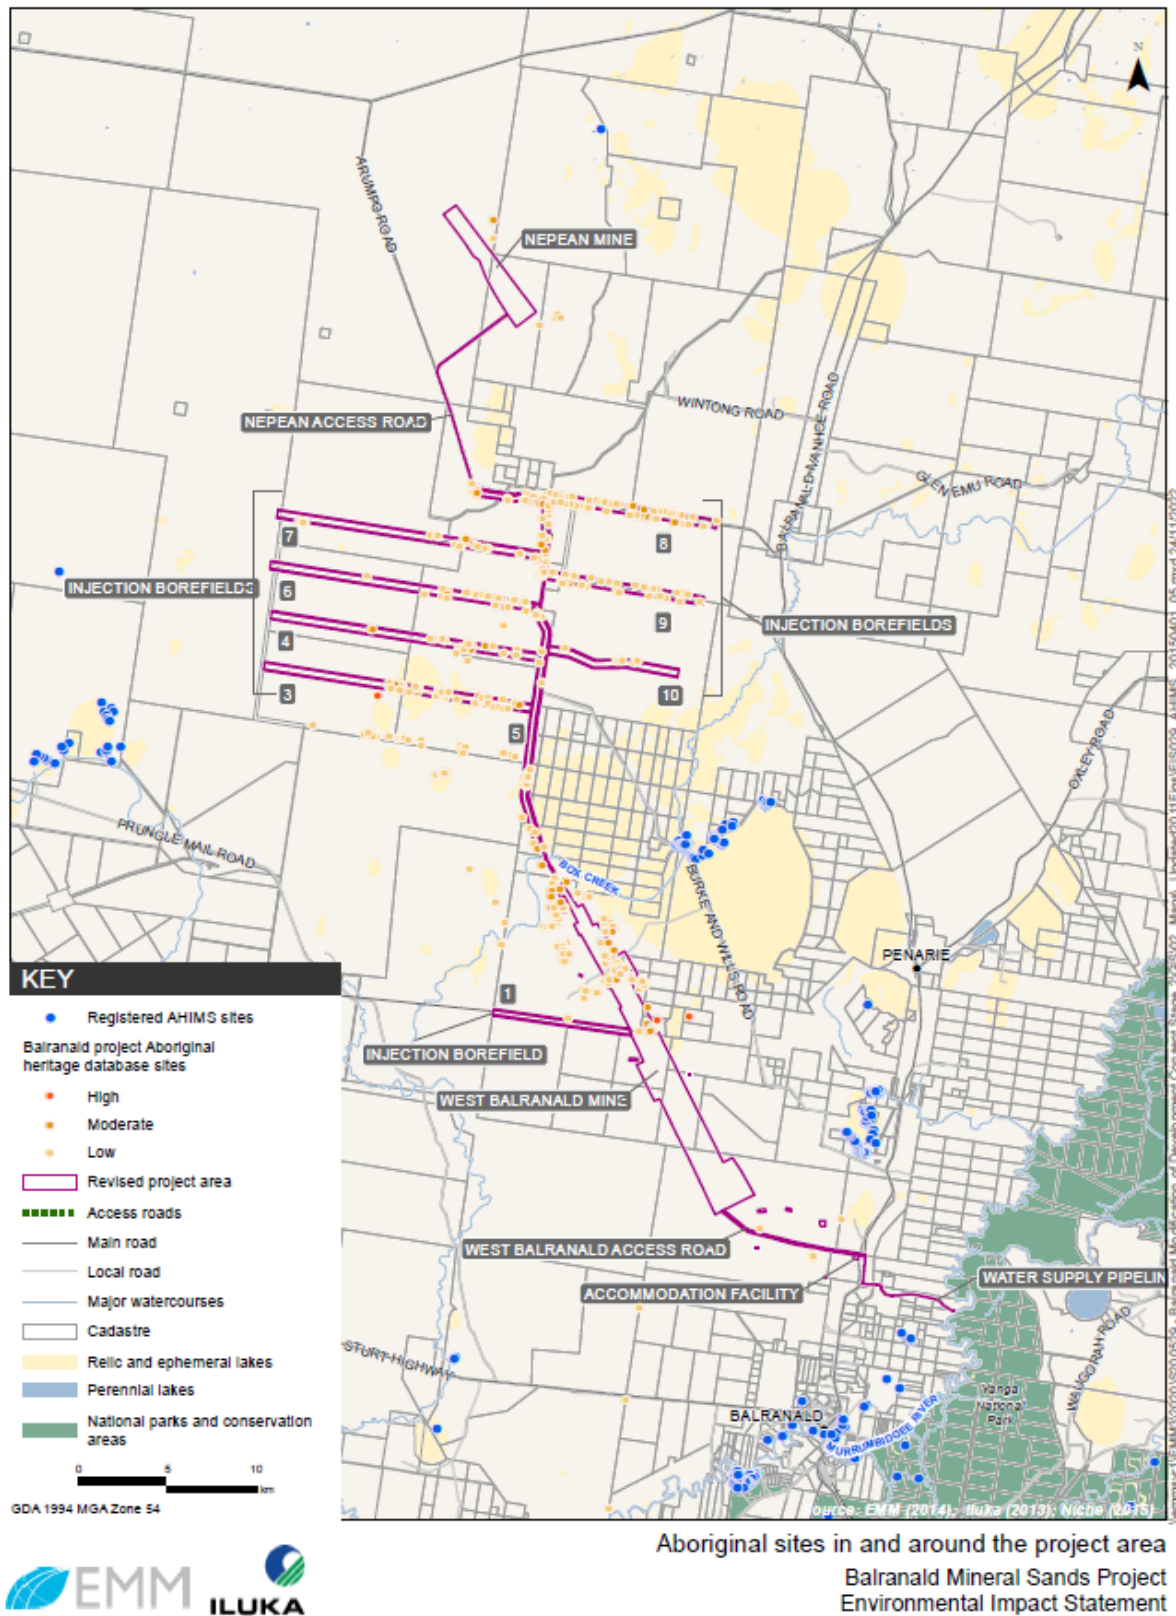 N
ARUMPO ROAD
NEPEAN MINE
NEPEAN ACCESS ROAD
WINTONG ROAD
BALRANALD-IVANHOE ROAD
GLEN EMU ROAD
7
8
INJECTION BOREFIELDS
6
9
INJECTION BOREFIELDS
4
10
3
5
OXLEY ROAD
PRUNGLE MAIL ROAD
BOX CREEK
BURKE AND WILLS ROAD
PENARIE
1
INJECTION BOREFIELD
WEST BALRANALD MINE
WEST BALRANALD ACCESS ROAD
WATER SUPPLY PIPELIN
ACCOMMODATION FACILITY
STURT HIGHWAY
WAUGORAH ROAD
Yanga
National
Park
BALRANALD
MURRUMBIDGEE RIVER
KEY
Registered AHIMS sites
Balranald project Aboriginal
heritage database sites
High
Moderate
Low
Revised project area
Access roads
Main road
Local road
Major watercourses
Cadastre
Relic and ephemeral lakes
Perennial lakes
National parks and conservation
areas
0 5 10
km
GDA 1994 MGA Zone 54
Source: EMM (2014); Iluka (2013); Niche (2015)
EMM
ILUKA
Aboriginal sites in and around the project area
Balranald Mineral Sands Project
Environmental Impact Statement